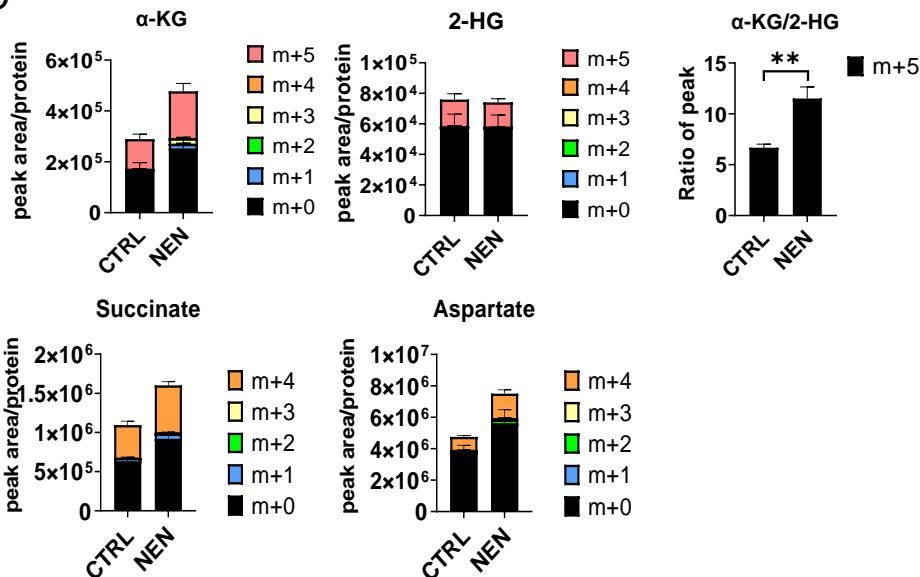 α-KG
peak area/protein
6×10⁵
4×10⁵
2×10⁵
0
CTRL
NEN
m+5
m+4
m+3
m+2
m+1
m+0
2-HG
peak area/protein
1×10⁵
8×10⁴
6×10⁴
4×10⁴
2×10⁴
0
CTRL
NEN
m+5
m+4
m+3
m+2
m+1
m+0
α-KG/2-HG
Ratio of peak
15
10
5
0
**
CTRL
NEN
m+5
Succinate
peak area/protein
2×10⁶
1.5×10⁶
1×10⁶
5×10⁵
0
CTRL
NEN
m+4
m+3
m+2
m+1
m+0
Aspartate
peak area/protein
1×10⁷
8×10⁶
6×10⁶
4×10⁶
2×10⁶
0
CTRL
NEN
m+4
m+3
m+2
m+1
m+0